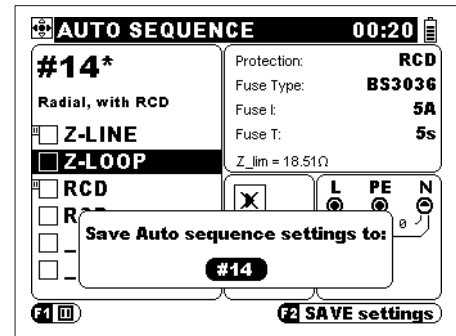 AUTO SEQUENCE 00:20
#14*
Radial, with RCD
Z-LINE
Z-LOOP
RCD
_
_
Protection: RCD
Fuse Type: BS3036
Fuse I: 5A
Fuse T: 5s
Z_lim = 18.51Ω
L PE N
Save Auto sequence settings to:
#14
F1
F2 SAVE settings